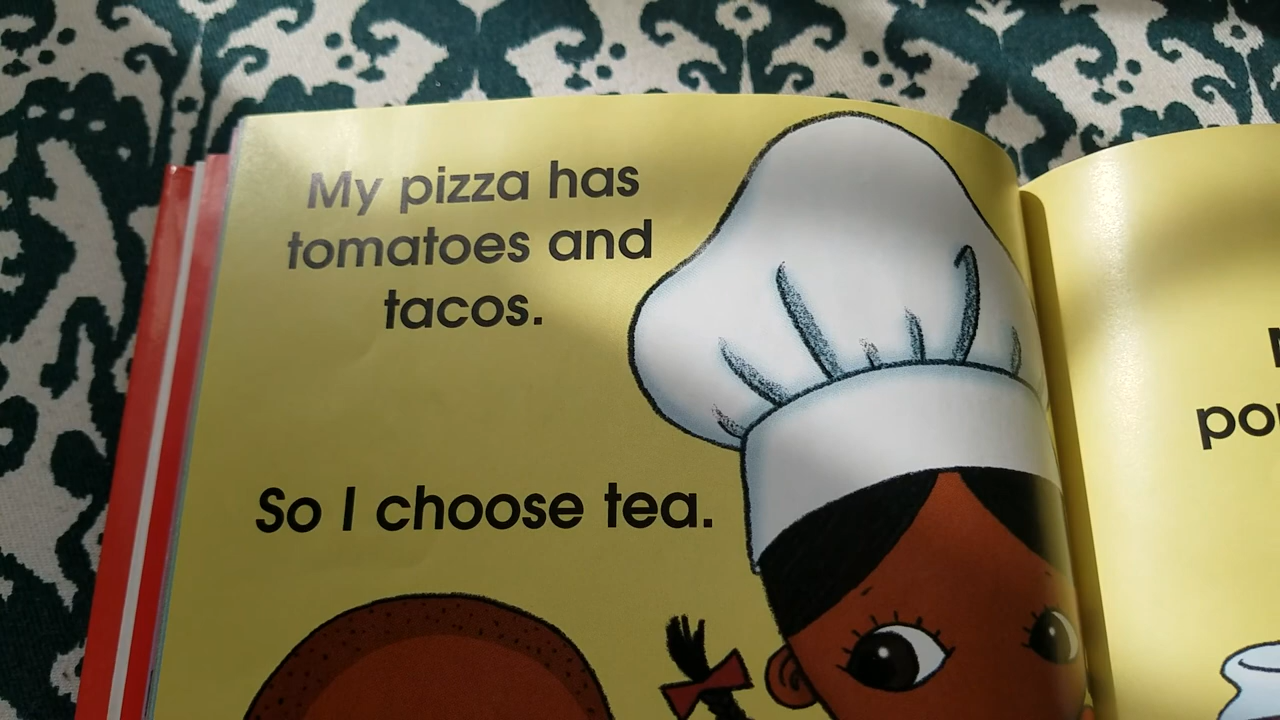 My pizza has
tomatoes and
tacos.
So I choose tea.